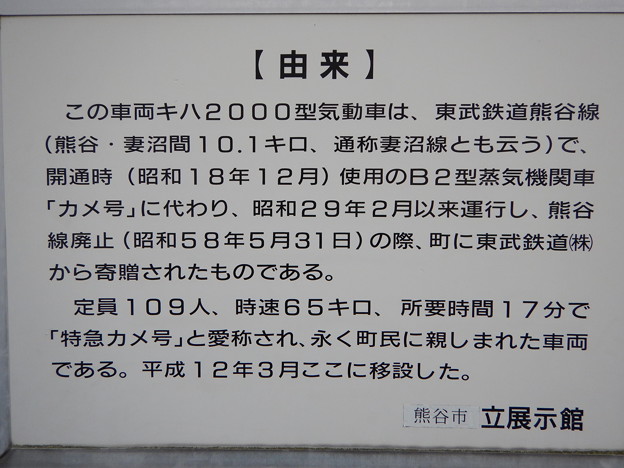 【由来】
この車両キハ2000型気動車は、東武鉄道熊谷線
(熊谷・妻沼間10.1キロ、通称妻沼線とも云う)で、
開通時(昭和18年12月)使用のB2型蒸気機関車
「カメ号」に代わり、昭和29年2月以来運行し、熊谷
線廃止(昭和58年5月31日)の際、町に東武鉄道㈱
から寄贈されたものである。
定員109人、時速65キロ、所要時間17分で
「特急カメ号」と愛称され、永く町民に親しまれた車両
である。平成12年3月ここに移設した。
熊谷市 立展示館